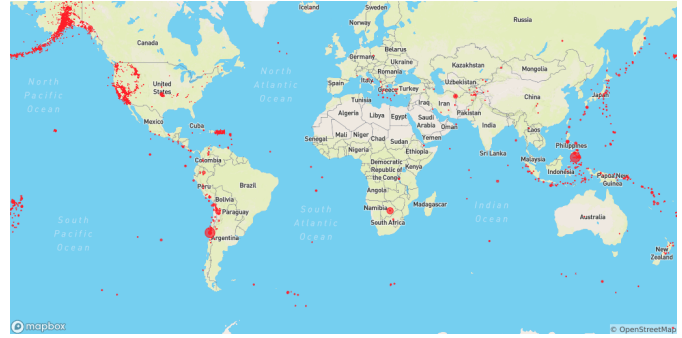 Iceland
Sweden
Norway
Russia
Canada
Belarus
Germany
Ukraine
Kazakhstan
Mongolia
North
Pacific
Ocean
North
Atlantic
Ocean
United
States
Romania
Italy
Spain
Greece
Turkey
Uzbekistan
Tunisia
Iraq
Iran
China
Japan
Mexico
Cuba
Algeria
Libya
Egypt
Saudi
Arabia
Pakistan
Oman
India
Laos
Mali
Niger
Chad
Sudan
Yemen
Senegal
Nigeria
Ethiopia
Philippines
Sri Lanka
Malaysia
Colombia
Democratic
Republic of
the Congo
Kenya
Indonesia
Papua New
Guinea
Peru
Brazil
Bolivia
Paraguay
Angola
Namibia
Madagascar
South
Pacific
Ocean
South
Atlantic
Ocean
Indian
Ocean
Australia
South Africa
Argentina
New
Zealand
mapbox
© OpenStreetMap